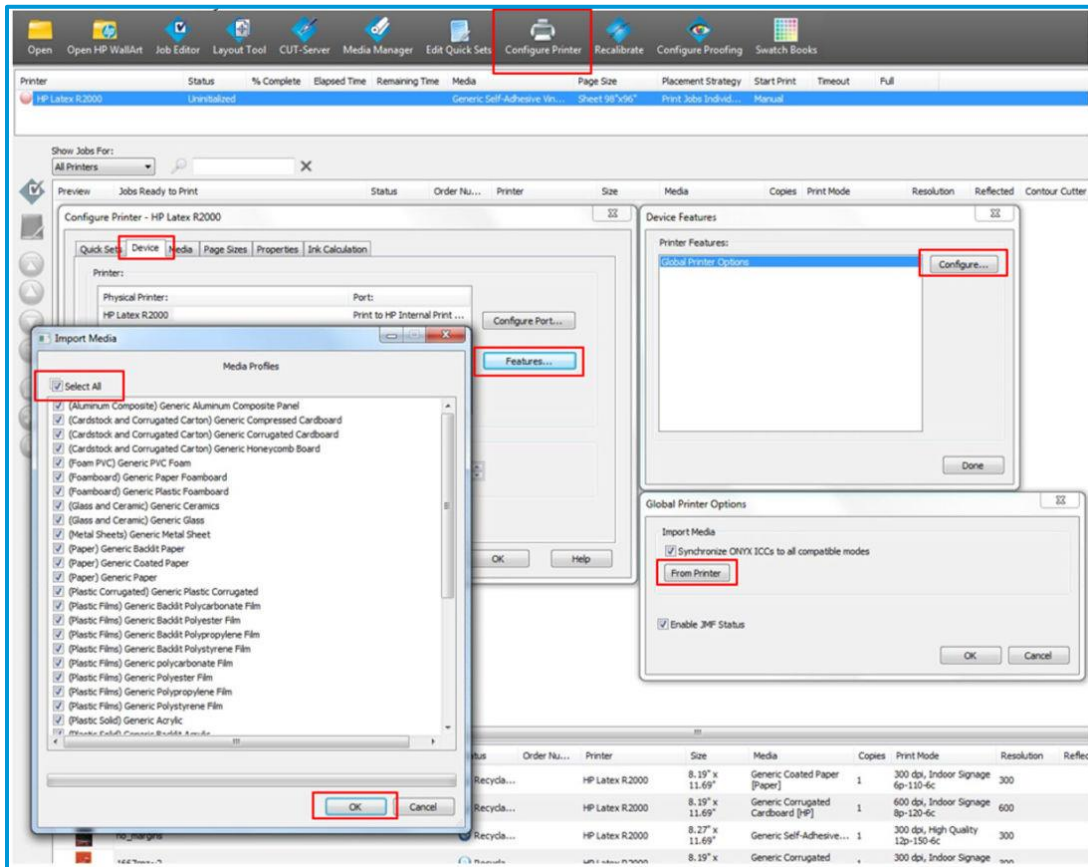 Open Open HP WallArt Job Editor Layout Tool CUT-Server Media Manager Edit Quick Sets Configure Printer Recalibrate Configure Proofing Swatch Books
Printer Status % Complete Elapsed Time Remaining Time Media Page Size Placement Strategy Start Print Timeout Full
HP Latex R2000 Uninitialized Generic Self-Adhesive Vin... Sheet 98"x96" Print Jobs Individ... Manual
Show Jobs For:
All Printers
Preview Jobs Ready to Print Status Order Nu... Printer Size Media Copies Print Mode Resolution Reflected Contour Cutter
Configure Printer - HP Latex R2000
Quick Sets Device Media Page Sizes Properties Ink Calculation
Printer:
Physical Printer: Port:
HP Latex R2000 Print to HP Internal Print ...
Configure Port...
Features...
OK Help
Device Features
Printer Features:
Global Printer Options
Configure...
Done
Import Media
Media Profiles
Select All
(Aluminum Composite) Generic Aluminum Composite Panel
(Cardstock and Corrugated Carton) Generic Compressed Cardboard
(Cardstock and Corrugated Carton) Generic Corrugated Cardboard
(Cardstock and Corrugated Carton) Generic Honeycomb Board
(Foam PVC) Generic PVC Foam
(Foamboard) Generic Paper Foamboard
(Foamboard) Generic Plastic Foamboard
(Glass and Ceramic) Generic Ceramics
(Glass and Ceramic) Generic Glass
(Metal Sheets) Generic Metal Sheet
(Paper) Generic Backlit Paper
(Paper) Generic Coated Paper
(Paper) Generic Paper
(Plastic Corrugated) Generic Plastic Corrugated
(Plastic Films) Generic Backlit Polycarbonate Film
(Plastic Films) Generic Backlit Polyester Film
(Plastic Films) Generic Backlit Polypropylene Film
(Plastic Films) Generic Backlit Polystyrene Film
(Plastic Films) Generic polycarbonate Film
(Plastic Films) Generic Polyester Film
(Plastic Films) Generic Polypropylene Film
(Plastic Films) Generic Polystyrene Film
(Plastic Solid) Generic Acrylic
(Plastic Solid) Generic Backlit Acrylic
OK Cancel
Global Printer Options
Import Media
Synchronize ONYX ICCs to all compatible modes
From Printer
Enable JMF Status
OK Cancel
Order Nu... Printer Size Media Copies Print Mode Resolution
Recycla... HP Latex R2000 8.19" x 11.69" Generic Coated Paper [Paper] 1 300 dpi, Indoor Signage 6p-110-6c 300
Recycla... HP Latex R2000 8.19" x 11.69" Generic Corrugated Cardboard [HP] 1 600 dpi, Indoor Signage 8p-120-6c 600
no_margins Recycla... HP Latex R2000 8.27" x 11.69" Generic Self-Adhesive... 1 300 dpi, High Quality 12p-150-6c 300
8.19" x Generic Corrugated 300 dpi, Indoor Signage